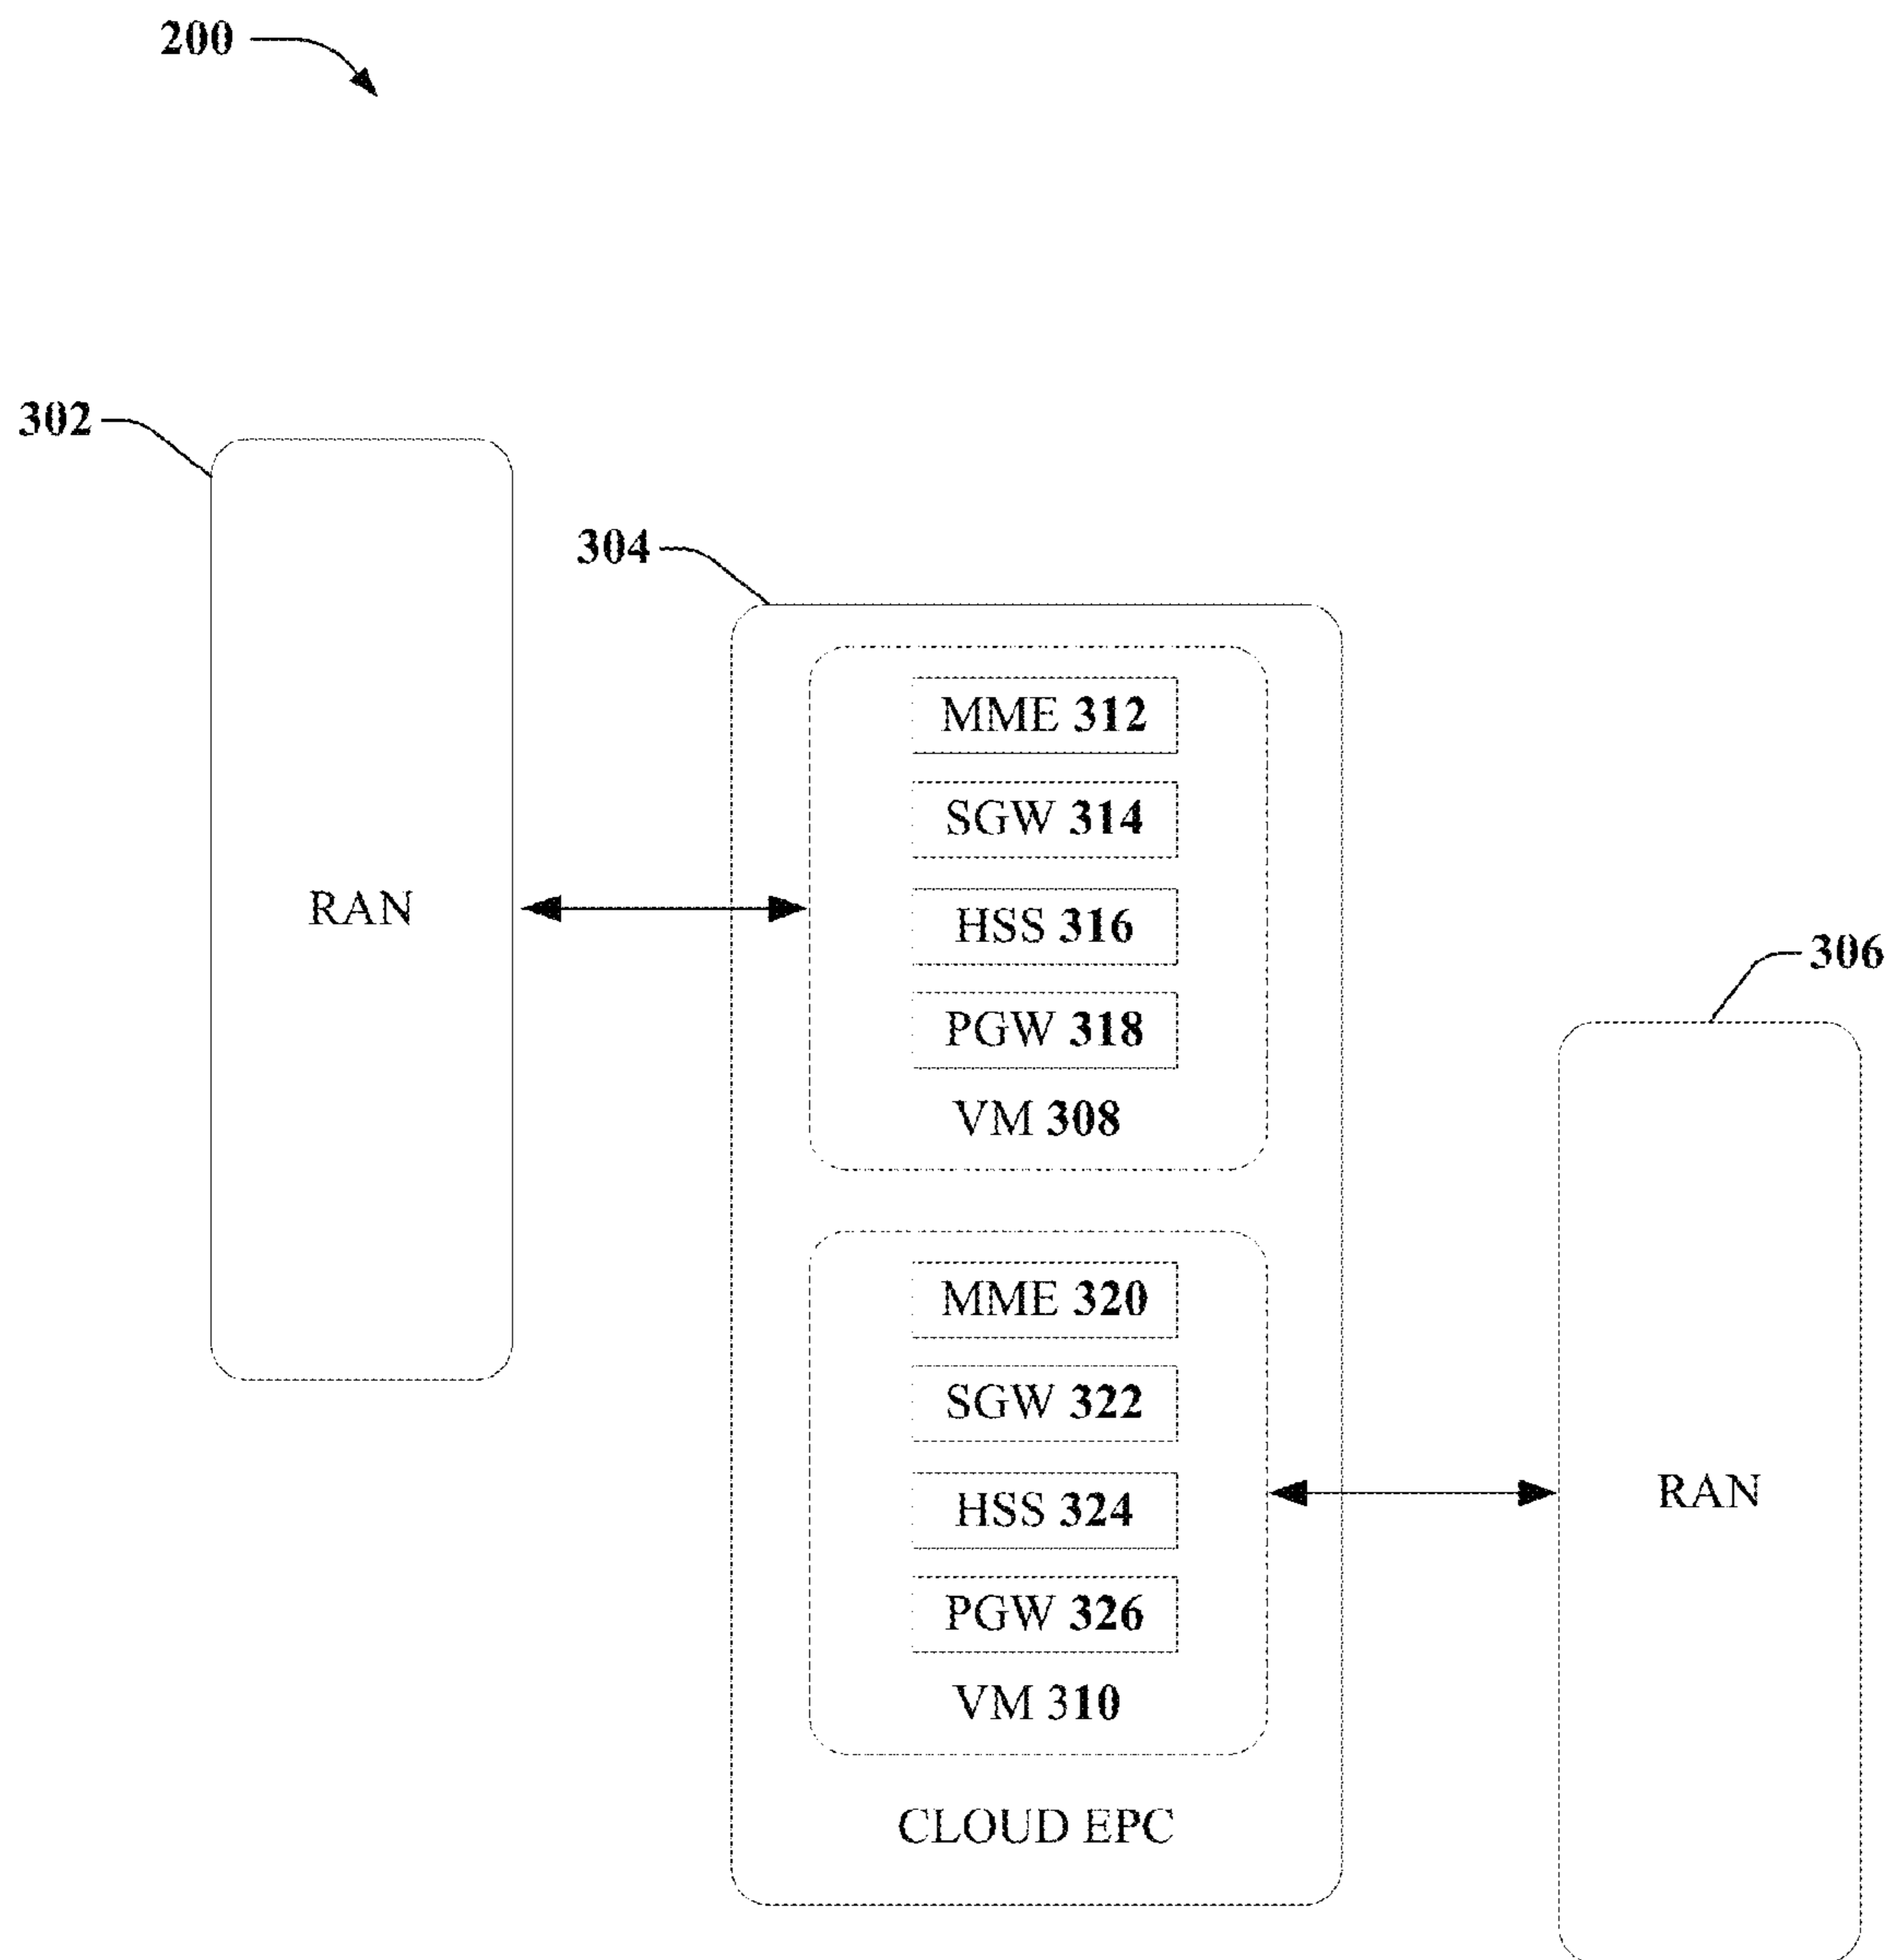 200
302
304
MME 312
SGW 314
HSS 316
RAN
PGW 318
306
VM 308
MME 320
SGW 322
HSS 324
RAN
PGW 326
VM 310
CLOUD EPC